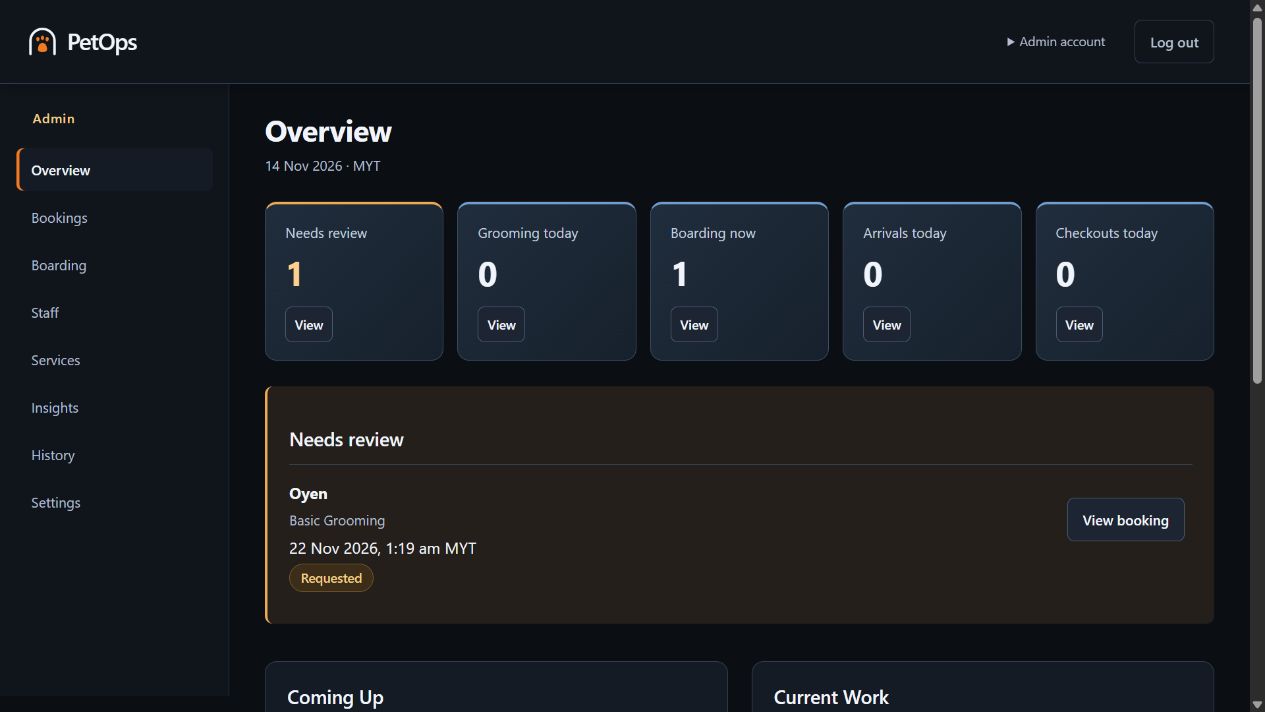 PetOps
Admin account
Log out
Admin
Overview
Bookings
Boarding
Staff
Services
Insights
History
Settings
Overview
14 Nov 2026 · MYT
Needs review
1
View
Grooming today
0
View
Boarding now
1
View
Arrivals today
0
View
Checkouts today
0
View
Needs review
Oyen
Basic Grooming
22 Nov 2026, 1:19 am MYT
Requested
View booking
Coming Up
Current Work